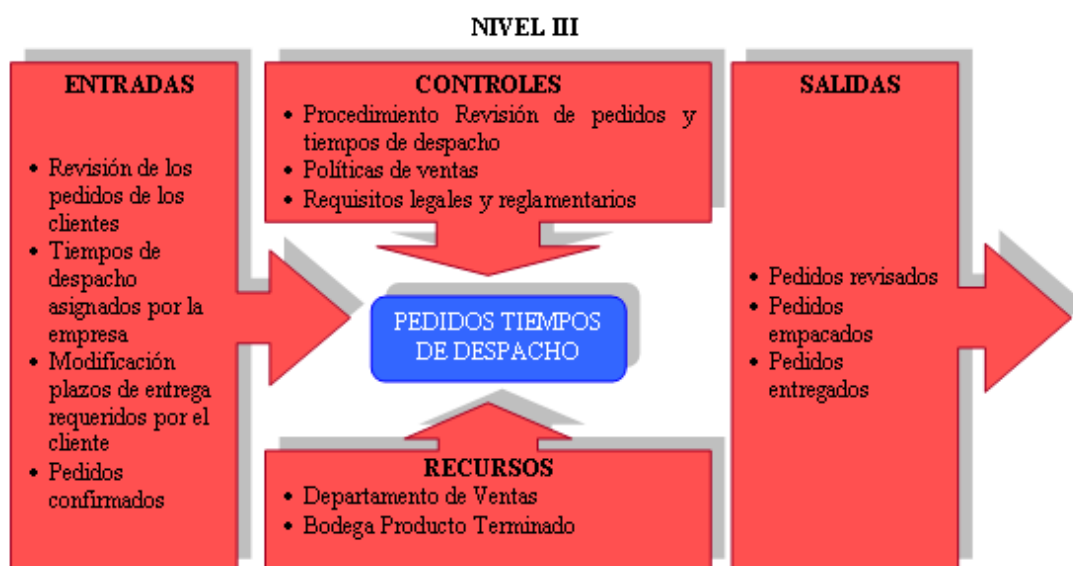 NIVEL III
ENTRADAS
• Revisión de los
pedidos de los
clientes
• Tiempos de
despacho
asignados por la
empresa
• Modificación
plazos de entrega
requeridos por el
cliente
• Pedidos
confirmados
CONTROLES
• Procedimiento Revisión de pedidos y
tiempos de despacho
• Políticas de ventas
• Requisitos legales y reglamentarios
PEDIDOS TIEMPOS
DE DESPACHO
RECURSOS
• Departamento de Ventas
• Bodega Producto Terminado
SALIDAS
• Pedidos revisados
• Pedidos
empacados
• Pedidos
entregados